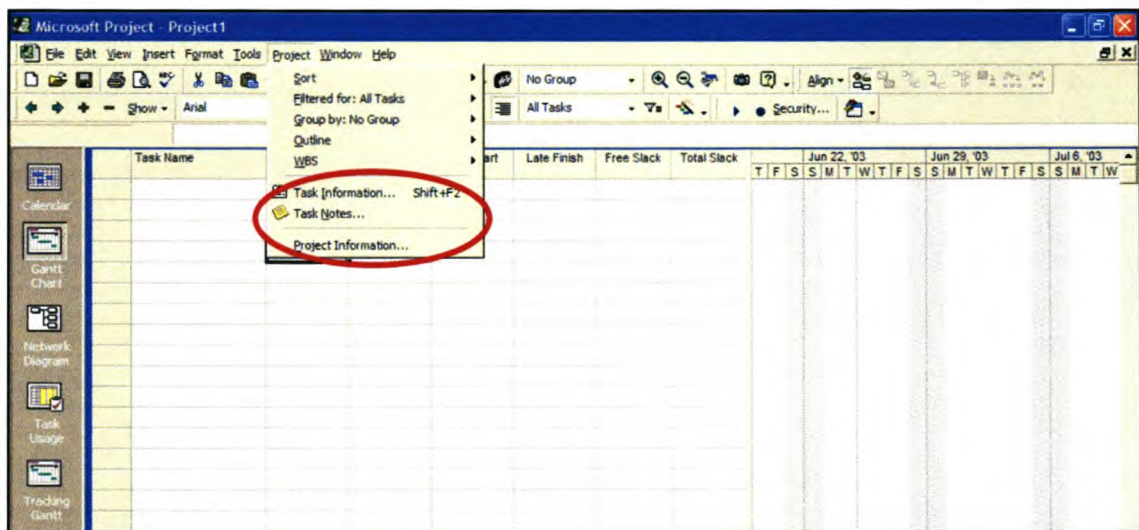 Microsoft Project - Project1
File Edit View Insert Format Tools Project Window Help
No Group Align
Show Arial All Tasks Security...
Sort
Filtered for: All Tasks
Group by: No Group
Outline
WBS
Task Information... Shift+F2
Task Notes...
Project Information...
Task Name art Late Finish Free Slack Total Slack Jun 22, '03 Jun 29, '03 Jul 6, '03
T F S S M T W T F S S M T W T F S S M T W
Calendar
Gantt
Chart
Network
Diagram
Task
Usage
Tracking
Gantt